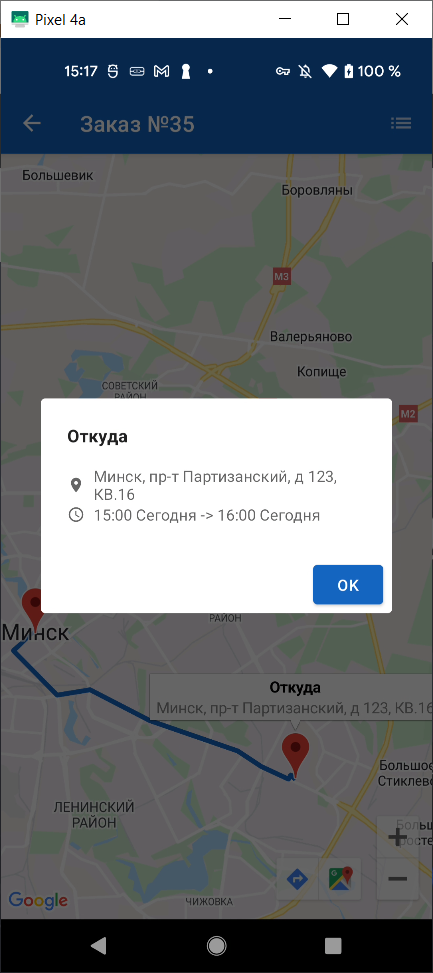 Pixel 4a
15:17
100 %
Заказ №35
Большевик
Боровляны
M3
Валерьяново
Копище
СОВЕТСКИЙ
РАЙОН
M2
Откуда
Минск, пр-т Партизанский, д 123,
КВ.16
15:00 Сегодня -> 16:00 Сегодня
OK
РАЙОН
Минск
Откуда
Минск, пр-т Партизанский, д 123, КВ.16
Большое
Стиклево
ЛЕНИНСКИЙ
РАЙОН
Google
ЧИЖОВКА